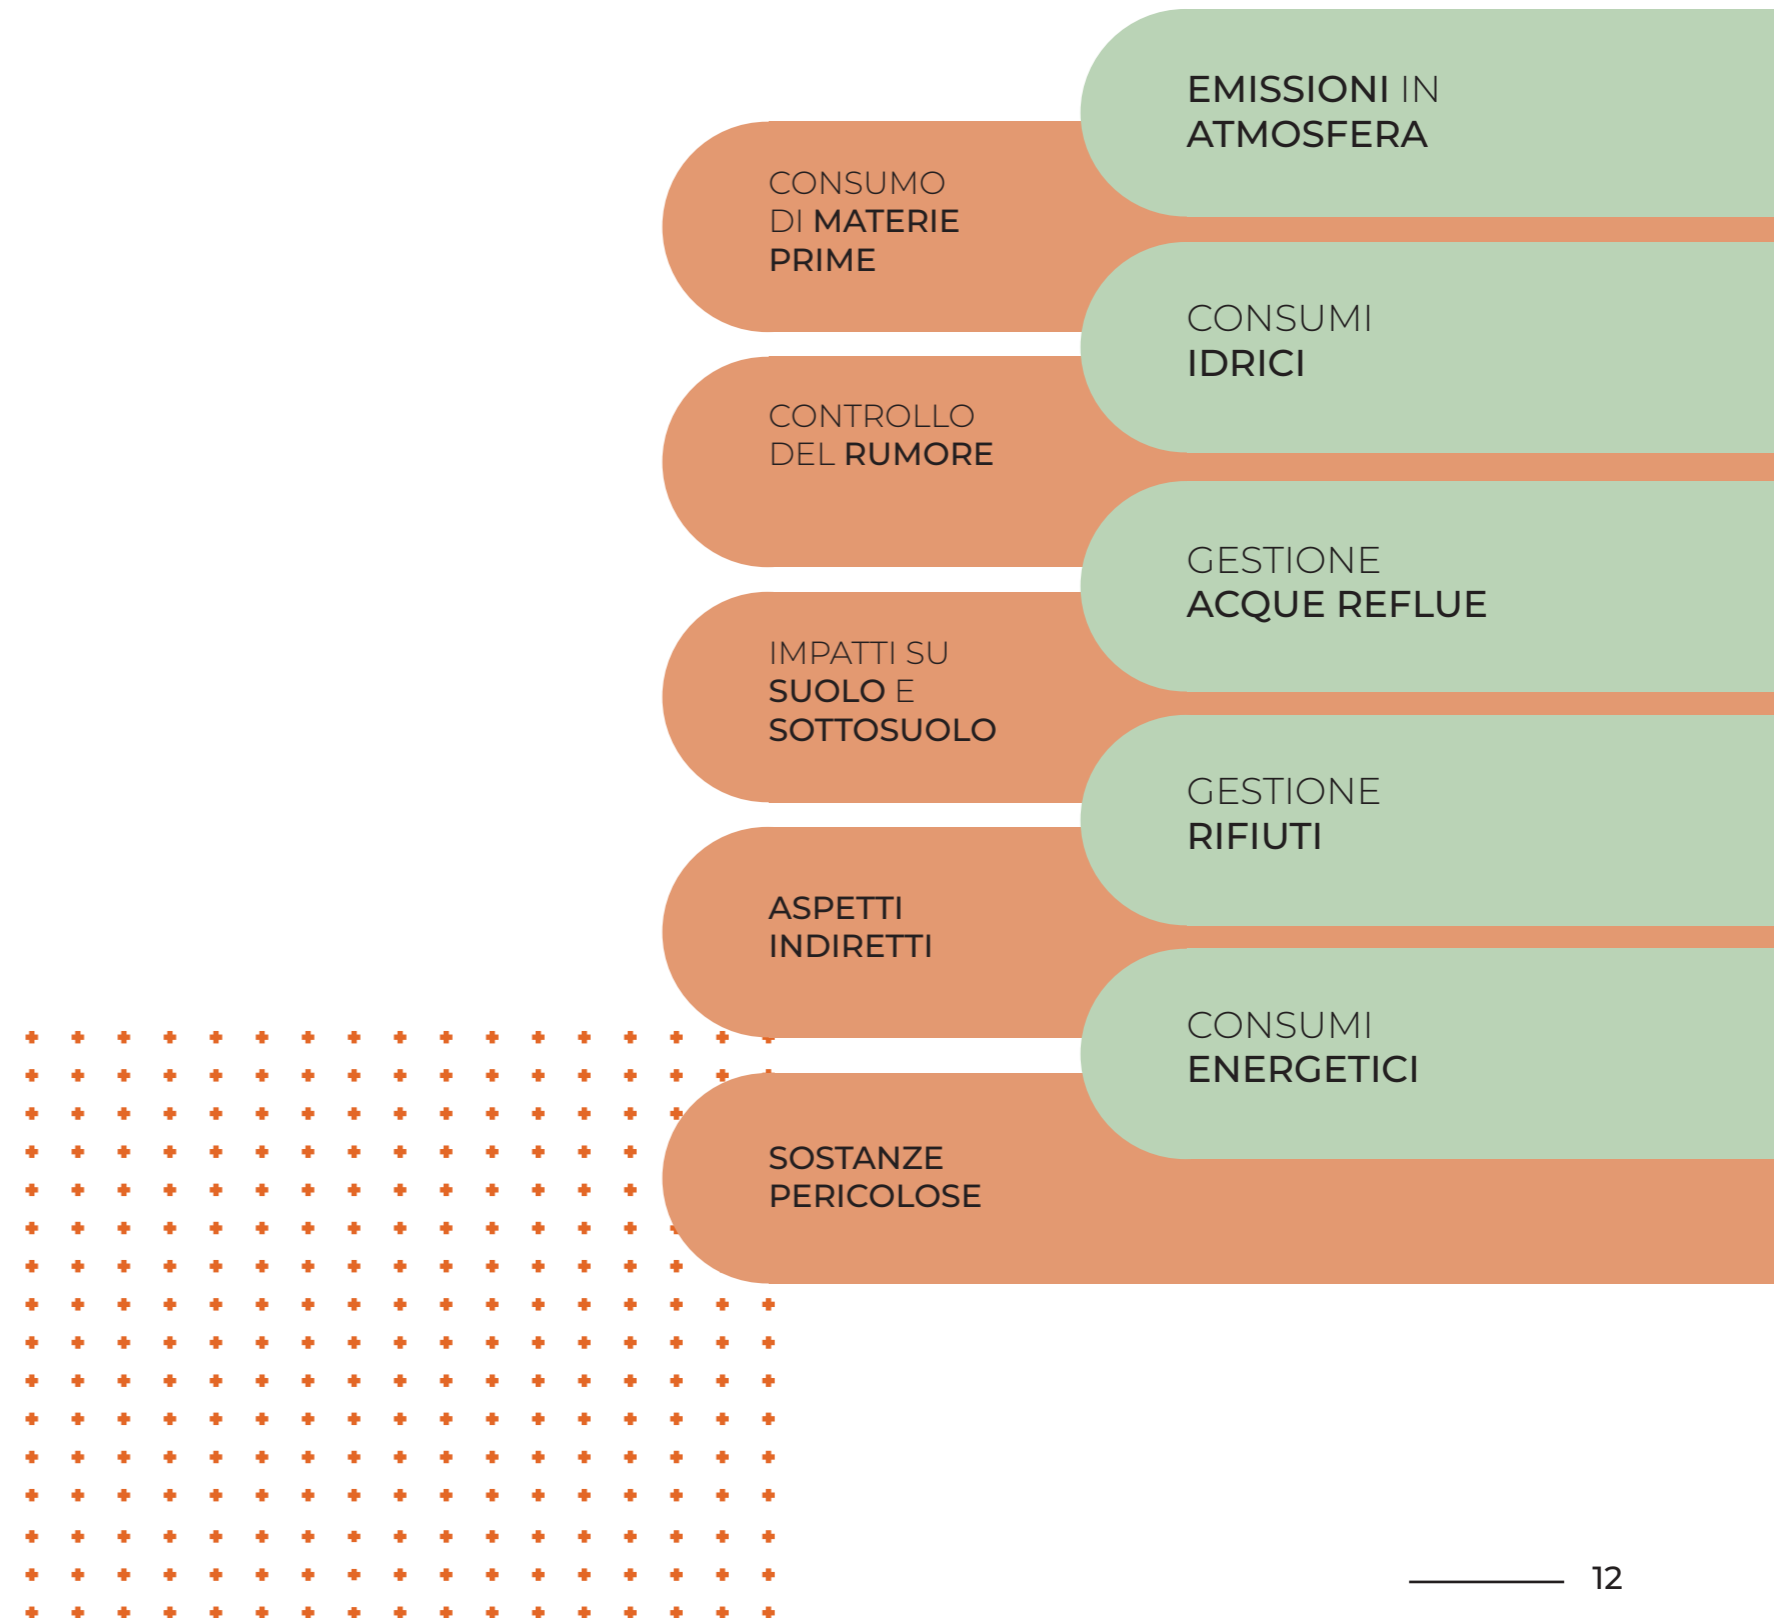 EMISSIONI IN
ATMOSFERA
CONSUMO
DI MATERIE
PRIME
CONSUMI
IDRICI
CONTROLLO
DEL RUMORE
GESTIONE
ACQUE REFLUE
IMPATTI SU
SUOLO E
SOTTOSUOLO
GESTIONE
RIFIUTI
ASPETTI
INDIRETTI
CONSUMI
ENERGETICI
SOSTANZE
PERICOLOSE
12